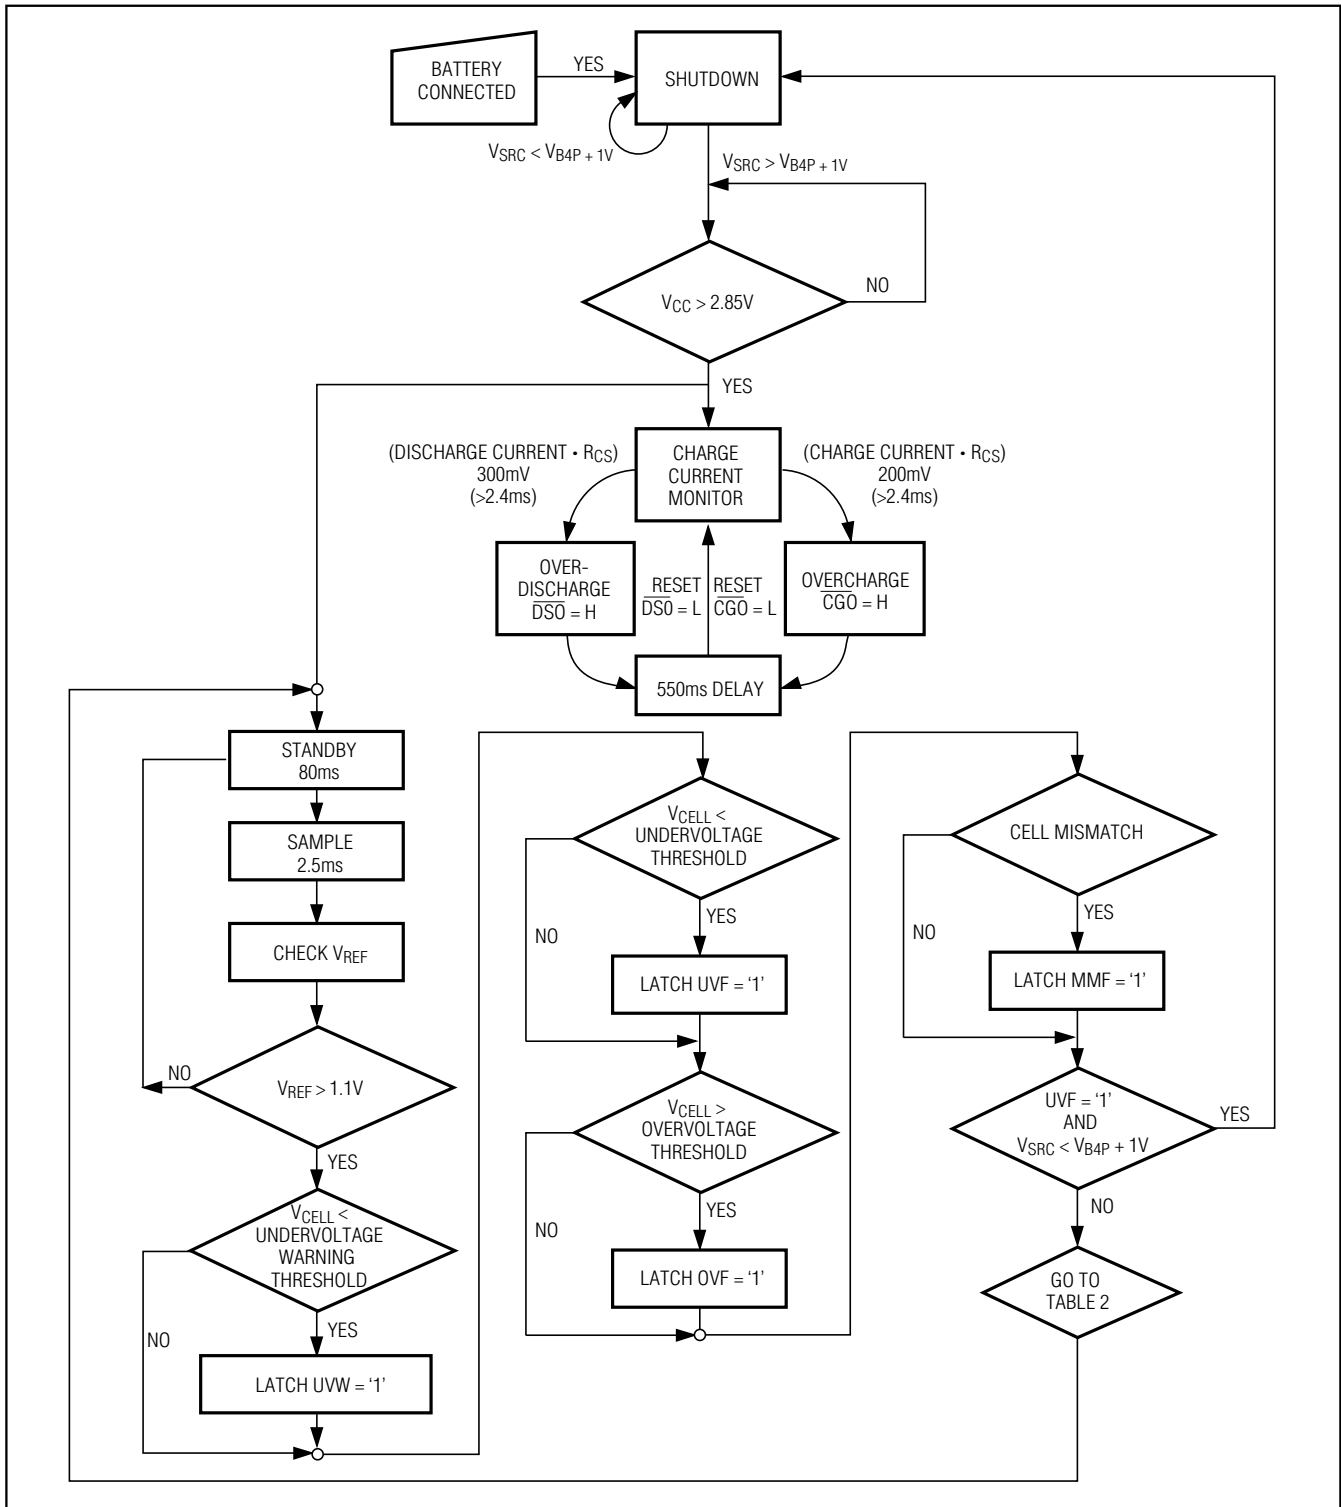 BATTERY
CONNECTED
YES
SHUTDOWN
VSRC < VB4P + 1V
VSRC > VB4P + 1V
VCC > 2.85V
NO
YES
(DISCHARGE CURRENT • RCS)
300mV
(>2.4ms)
CHARGE
CURRENT
MONITOR
(CHARGE CURRENT • RCS)
200mV
(>2.4ms)
OVER-
DISCHARGE
D̅S̅O̅ = H
RESET
D̅S̅O̅ = L
RESET
C̅G̅O̅ = L
OVERCHARGE
C̅G̅O̅ = H
550ms DELAY
STANDBY
80ms
SAMPLE
2.5ms
CHECK VREF
NO
VREF > 1.1V
YES
VCELL <
UNDERVOLTAGE
WARNING
THRESHOLD
NO
YES
LATCH UVW = ‘1’
VCELL <
UNDERVOLTAGE
THRESHOLD
YES
NO
LATCH UVF = ‘1’
VCELL >
OVERVOLTAGE
THRESHOLD
YES
NO
LATCH OVF = ‘1’
CELL MISMATCH
YES
NO
LATCH MMF = ‘1’
UVF = ‘1’
AND
VSRC < VB4P + 1V
YES
NO
GO TO
TABLE 2